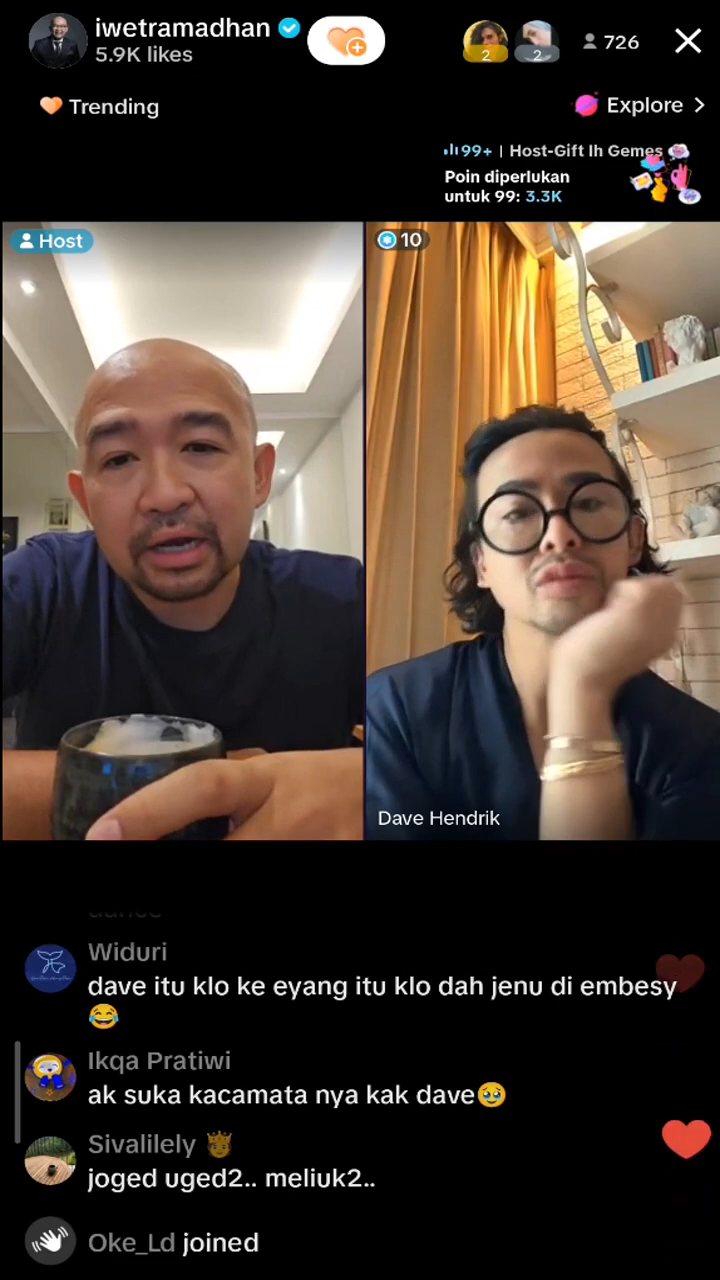 iwetramadhan
5.9K likes
2
2
726
Trending
Explore
99+ | Host-Gift Ih Gemes
Poin diperlukan
untuk 99: 3.3K
Host
10
Dave Hendrik
Widuri
dave itu klo ke eyang itu klo dah jenu di embesy
😂
Ikqa Pratiwi
ak suka kacamata nya kak dave🥹
Sivalilely 🤴
joged uged2.. meliuk2..
Oke_Ld joined